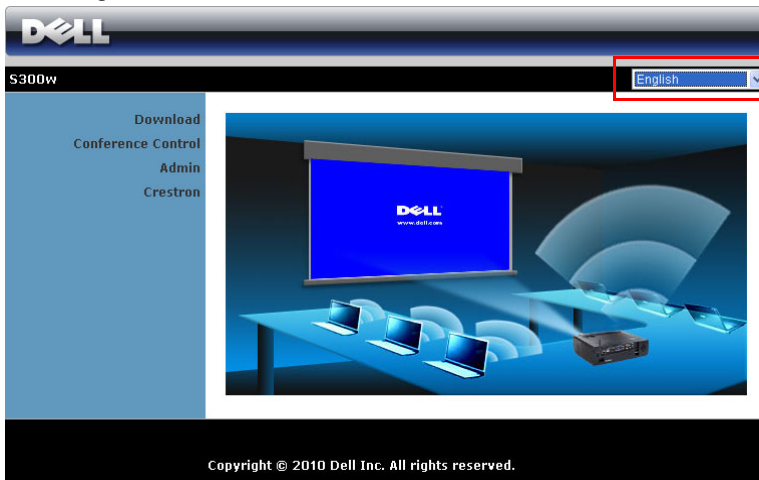 DELL
S300w
English
Download
Conference Control
Admin
Crestron
DELL
www.dell.com
Copyright © 2010 Dell Inc. All rights reserved.